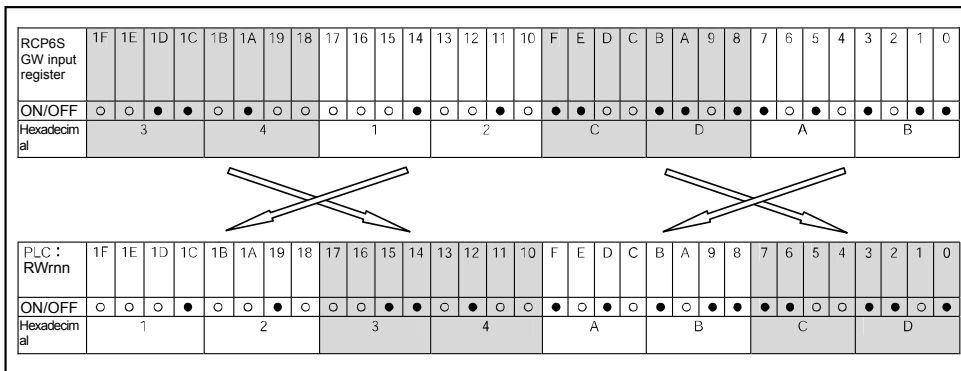 RCP6S GW input register 1F 1E 1D 1C 1B 1A 19 18 17 16 15 14 13 12 11 10 F E D C B A 9 8 7 6 5 4 3 2 1 0
ON/OFF ○ ○ ● ● ○ ● ○ ○ ○ ○ ○ ● ○ ○ ● ○ ● ● ○ ○ ● ● ○ ● ● ○ ● ○ ● ○ ● ●
Hexadecimal 3 4 1 2 C D A B
PLC： RWrnn 1F 1E 1D 1C 1B 1A 19 18 17 16 15 14 13 12 11 10 F E D C B A 9 8 7 6 5 4 3 2 1 0
ON/OFF ○ ○ ○ ● ○ ○ ● ○ ○ ○ ● ● ○ ● ○ ○ ● ○ ● ○ ● ○ ● ● ● ● ○ ○ ● ● ○ ●
Hexadecimal 1 2 3 4 A B C D